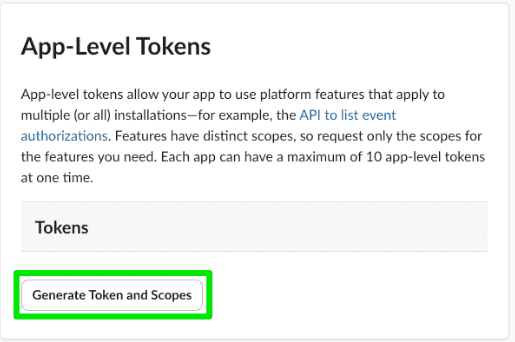 App-Level Tokens
App-level tokens allow your app to use platform features that apply to
multiple (or all) installations—for example, the API to list event
authorizations. Features have distinct scopes, so request only the scopes for
the features you need. Each app can have a maximum of 10 app-level tokens
at one time.
Tokens
Generate Token and Scopes